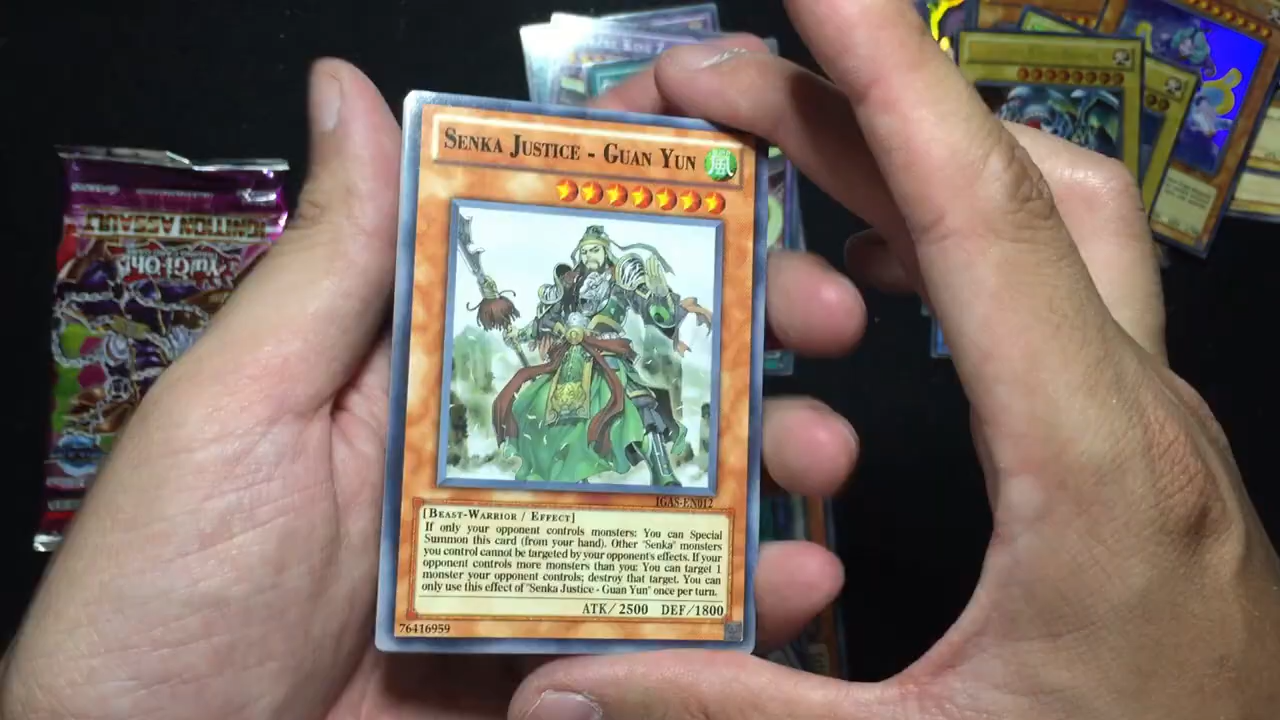 SENKA JUSTICE - GUAN YUN
風
IGAS-EN012
[BEAST-WARRIOR / EFFECT]
If only your opponent controls monsters: You can Special
Summon this card (from your hand). Other "Senka" monsters
you control cannot be targeted by your opponent's effects. If your
opponent controls more monsters than you: You can target 1
monster your opponent controls; destroy that target. You can
only use this effect of "Senka Justice - Guan Yun" once per turn.
ATK/2500 DEF/1800
76416959
IGNITION ASSAULT
Yu-Gi-Oh!